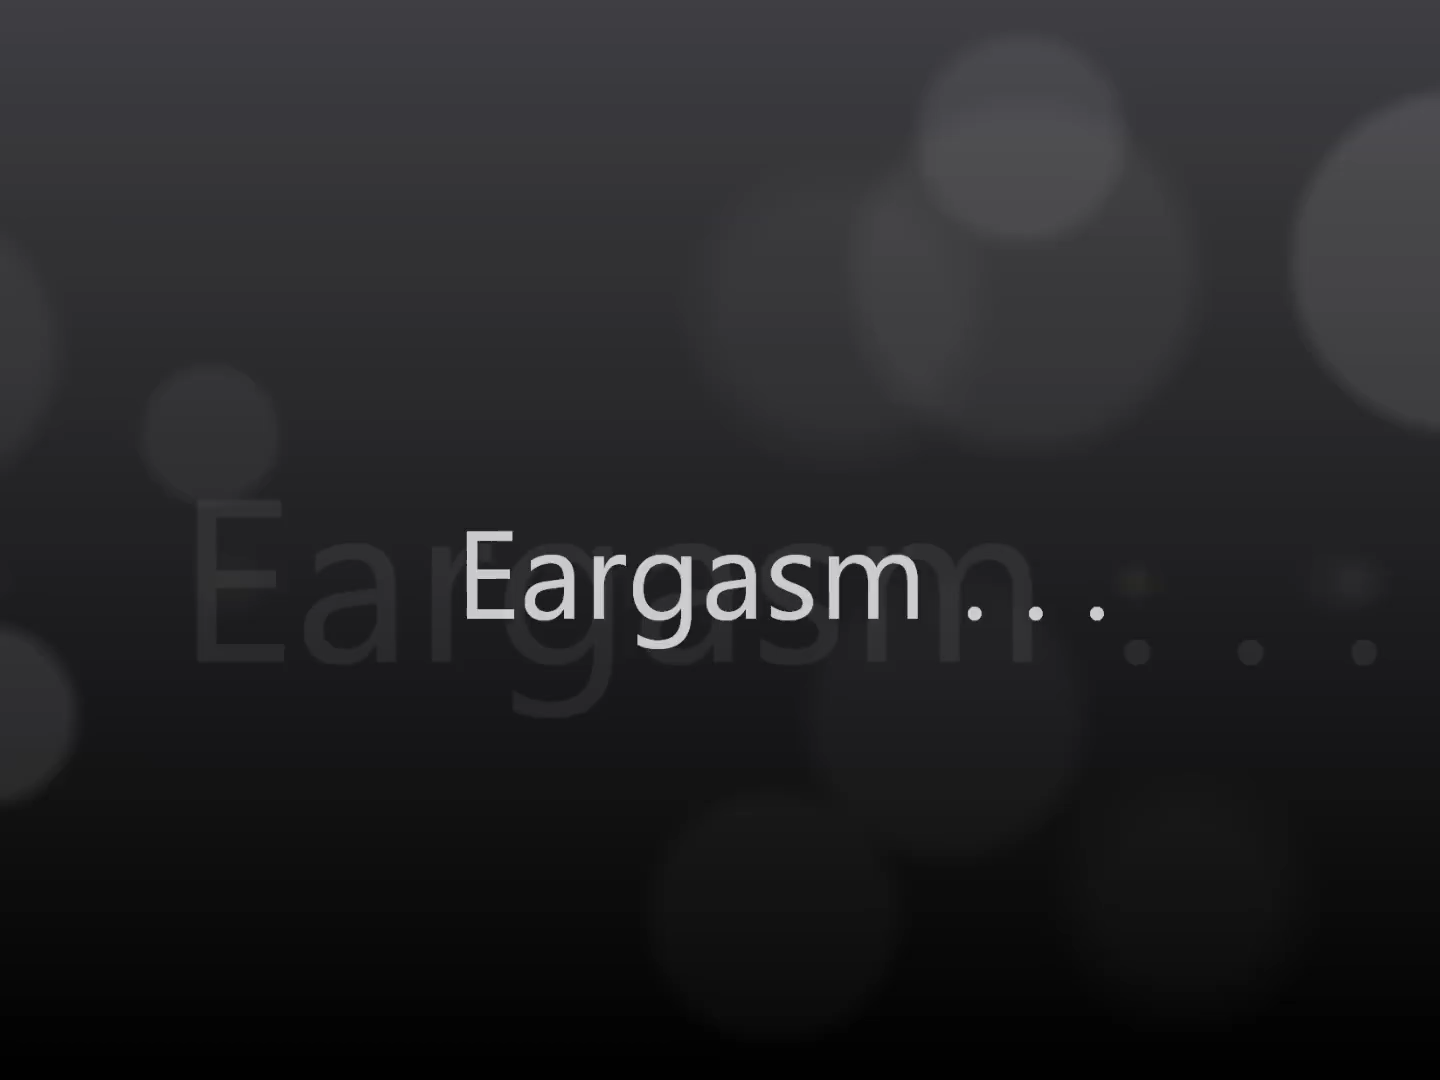 Eargasm . . .